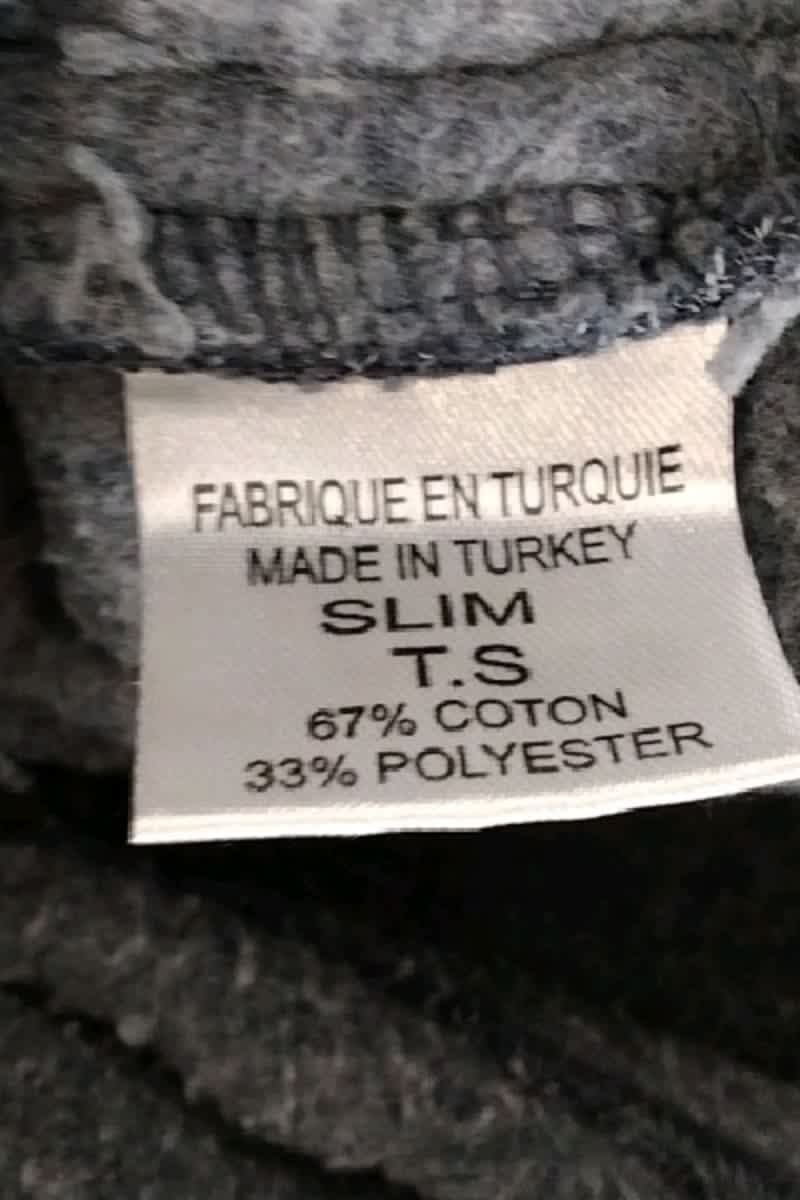 FABRIQUE EN TURQUIE
MADE IN TURKEY
SLIM
T.S
67% COTON
33% POLYESTER